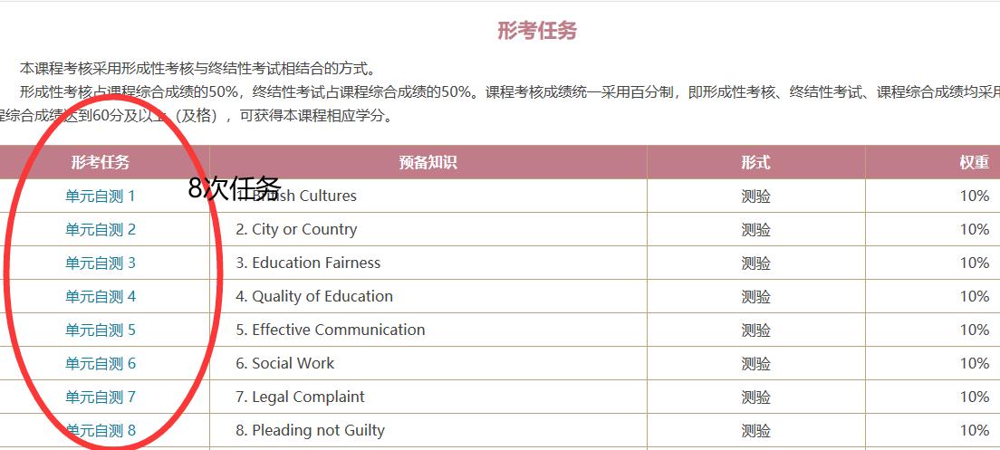 形考任务
本课程考核采用形成性考核与终结性考试相结合的方式。
形成性考核占课程综合成绩的50%，终结性考试占课程综合成绩的50%。课程考核成绩统一采用百分制，即形成性考核、终结性考试、课程综合成绩均采用
程综合成绩达到60分及以上（及格），可获得本课程相应学分。
形考任务 预备知识 形式 权重
8次任务
单元自测 1 1. British Cultures 测验 10%
单元自测 2 2. City or Country 测验 10%
单元自测 3 3. Education Fairness 测验 10%
单元自测 4 4. Quality of Education 测验 10%
单元自测 5 5. Effective Communication 测验 10%
单元自测 6 6. Social Work 测验 10%
单元自测 7 7. Legal Complaint 测验 10%
单元自测 8 8. Pleading not Guilty 测验 10%